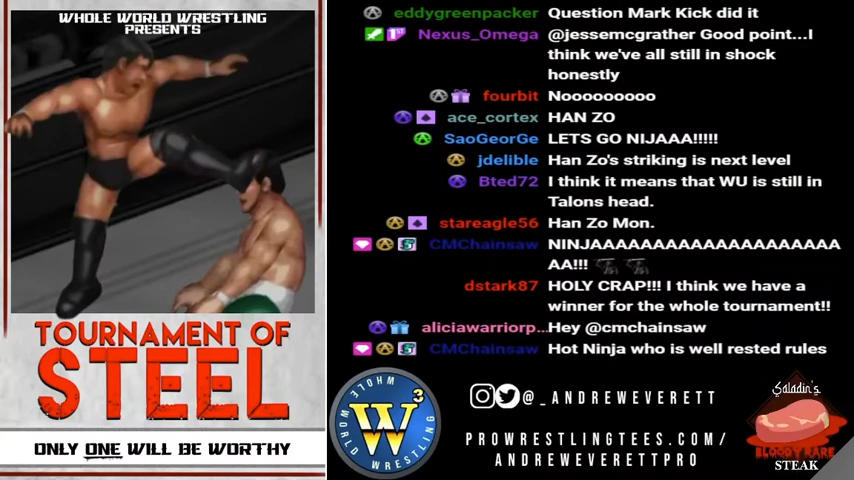 WHOLE WORLD WRESTLING
PRESENTS
TOURNAMENT OF
STEEL
ONLY ONE WILL BE WORTHY
eddygreenpacker Question Mark Kick did it
Nexus_Omega @jessemcgrather Good point...I
think we've all still in shock
honestly
fourbit Nooooooooo
ace_cortex HAN ZO
SaoGeorGe LETS GO NIJAAA!!!!!
jdelible Han Zo's striking is next level
Bted72 I think it means that WU is still in
Talons head.
stareagle56 Han Zo Mon.
CMChainsaw NINJAAAAAAAAAAAAAAAAAAAA
AA!!!
dstark87 HOLY CRAP!!! I think we have a
winner for the whole tournament!!
aliciawarriorp... Hey @cmchainsaw
CMChainsaw Hot Ninja who is well rested rules
WHOLE
W3
WORLD WRESTLING
@_ANDREWEVERETT
PROWRESTLINGTEES.COM/
ANDREWEVERETTPRO
Saladin's
BLOODY RARE
STEAK